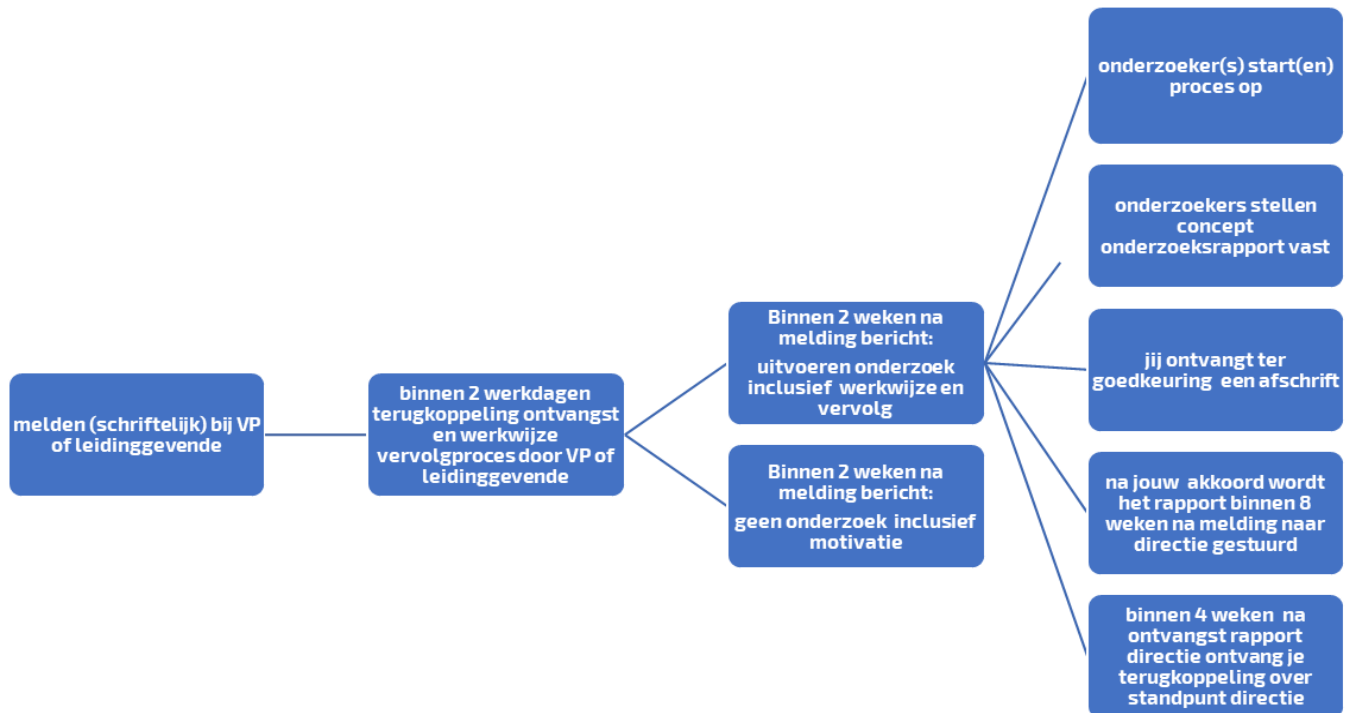 melden (schriftelijk) bij VP
of leidinggevende
binnen 2 werkdagen
terugkoppeling ontvangst
en werkwijze
vervolgproces door VP of
leidinggevende
Binnen 2 weken na
melding bericht:
uitvoeren onderzoek
inclusief werkwijze en
vervolg
Binnen 2 weken na
melding bericht:
geen onderzoek inclusief
motivatie
onderzoeker(s) start(en)
proces op
onderzoekers stellen
concept
onderzoeksrapport vast
jij ontvangt ter
goedkeuring een afschrift
na jouw akkoord wordt
het rapport binnen 8
weken na melding naar
directie gestuurd
binnen 4 weken na
ontvangst rapport
directie ontvang je
terugkoppeling over
standpunt directie